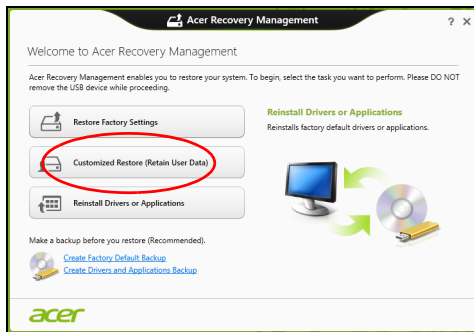 Acer Recovery Management
? X
Welcome to Acer Recovery Management
Acer Recovery Management enables you to restore your system. To begin, select the task you want to perform. Please DO NOT
remove the USB device while proceeding.
Restore Factory Settings
Customized Restore (Retain User Data)
Reinstall Drivers or Applications
Reinstall Drivers or Applications
Reinstalls factory default drivers or applications.
Make a backup before you restore (Recommended).
Create Factory Default Backup
Create Drivers and Applications Backup
acer